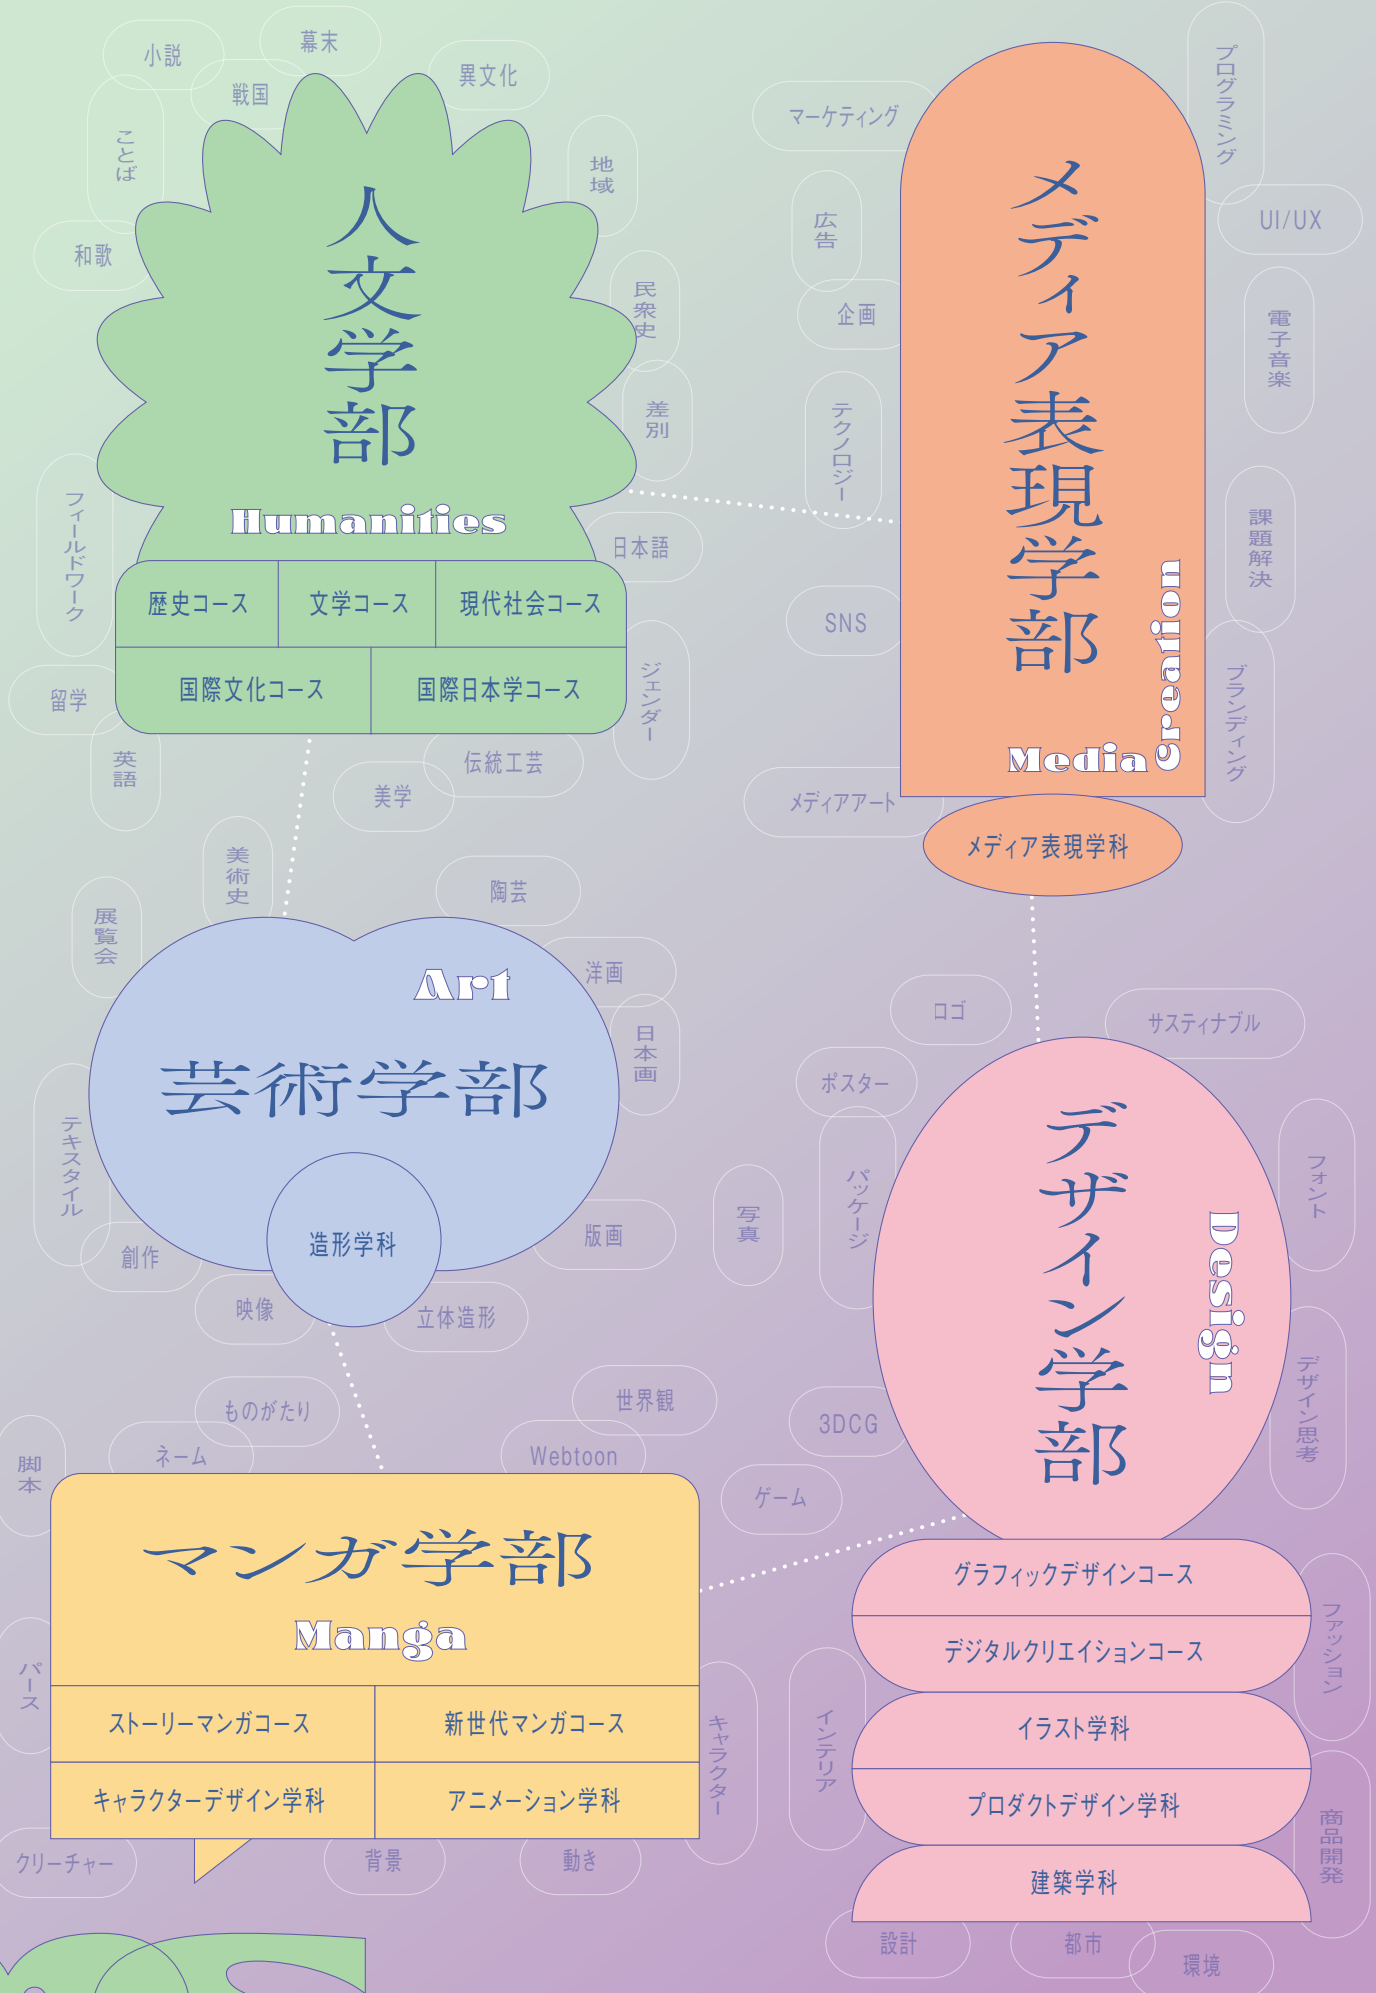 小説
幕末
異文化
戦国
ことば
地域
和歌
人文学部
Humanities
民衆史
差別
日本語
フィールドワーク
歴史コース
文学コース
現代社会コース
国際文化コース
国際日本学コース
留学
英語
ジェンダー
伝統工芸
美学
マーケティング
プログラミング
広告
UI/UX
企画
電子音楽
テクノロジー
メディア表現学部
Media Creation
課題解決
SNS
ブランディング
メディアアート
メディア表現学科
美術史
陶芸
展覧会
洋画
日本画
Art
芸術学部
造形学科
テキスタイル
創作
映像
立体造形
版画
ロゴ
サスティナブル
ポスター
パッケージ
写真
フォント
デザイン学部
Design
デザイン思考
3DCG
ゲーム
グラフィックデザインコース
デジタルクリエイションコース
イラスト学科
プロダクトデザイン学科
建築学科
ファッション
インテリア
商品開発
設計
都市
環境
ものがたり
世界観
ネーム
Webtoon
脚本
マンガ学部
Manga
ストーリーマンガコース
新世代マンガコース
キャラクターデザイン学科
アニメーション学科
パース
キャラクター
クリーチャー
背景
動き